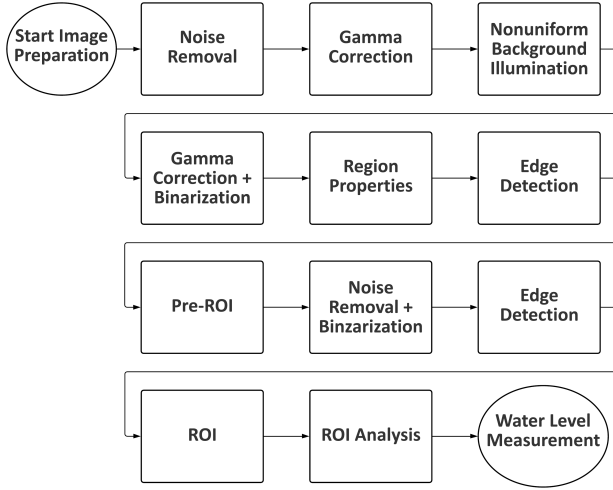 Start Image
Preparation
Noise
Removal
Gamma
Correction
Nonuniform
Background
Illumination
Gamma
Correction +
Binarization
Region
Properties
Edge
Detection
Pre-ROI
Noise
Removal +
Binzarization
Edge
Detection
ROI
ROI Analysis
Water Level
Measurement